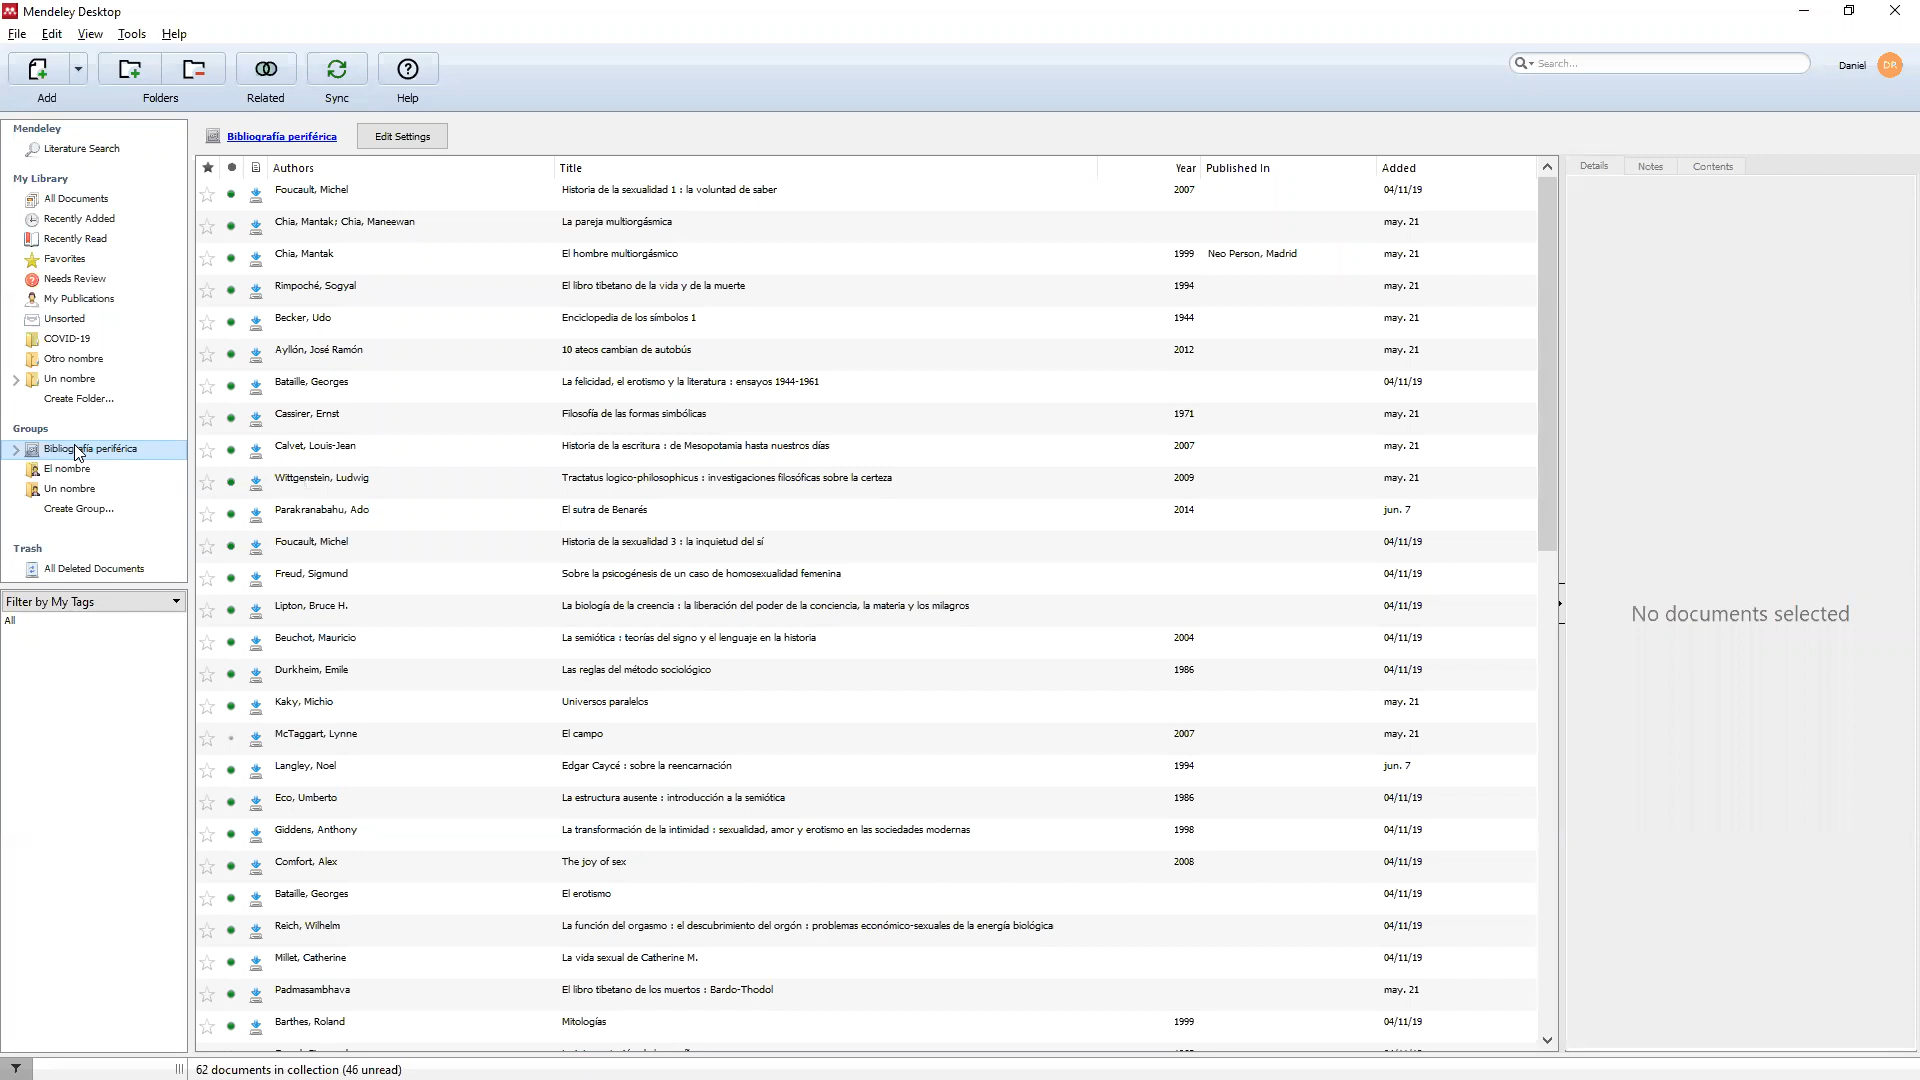 Mendeley Desktop
File Edit View Tools Help
Add Folders Related Sync Help
Search...
Daniel DR
Mendeley
Literature Search
My Library
All Documents
Recently Added
Recently Read
Favorites
Needs Review
My Publications
Unsorted
COVID-19
Otro nombre
Un nombre
Create Folder...
Groups
Bibliografía periférica
El nombre
Un nombre
Create Group...
Trash
All Deleted Documents
Filter by My Tags
All
Bibliografía periférica Edit Settings
Authors Title Year Published In Added
Foucault, Michel Historia de la sexualidad 1 : la voluntad de saber 2007 04/11/19
Chia, Mantak; Chia, Maneewan La pareja multiorgásmica may. 21
Chia, Mantak El hombre multiorgásmico 1999 Neo Person, Madrid may. 21
Rimpoché, Sogyal El libro tibetano de la vida y de la muerte 1994 may. 21
Becker, Udo Enciclopedia de los símbolos 1 1944 may. 21
Ayllón, José Ramón 10 ateos cambian de autobús 2012 may. 21
Bataille, Georges La felicidad, el erotismo y la literatura : ensayos 1944-1961 04/11/19
Cassirer, Ernst Filosofía de las formas simbólicas 1971 may. 21
Calvet, Louis-Jean Historia de la escritura : de Mesopotamia hasta nuestros días 2007 may. 21
Wittgenstein, Ludwig Tractatus logico-philosophicus : investigaciones filosóficas sobre la certeza 2009 may. 21
Parakranabahu, Ado El sutra de Benarés 2014 jun. 7
Foucault, Michel Historia de la sexualidad 3 : la inquietud del sí 04/11/19
Freud, Sigmund Sobre la psicogénesis de un caso de homosexualidad femenina 04/11/19
Lipton, Bruce H. La biología de la creencia : la liberación del poder de la conciencia, la materia y los milagros 04/11/19
Beuchot, Mauricio La semiótica : teorías del signo y el lenguaje en la historia 2004 04/11/19
Durkheim, Emile Las reglas del método sociológico 1986 04/11/19
Kaky, Michio Universos paralelos may. 21
McTaggart, Lynne El campo 2007 may. 21
Langley, Noel Edgar Caycé : sobre la reencarnación 1994 jun. 7
Eco, Umberto La estructura ausente : introducción a la semiótica 1986 04/11/19
Giddens, Anthony La transformación de la intimidad : sexualidad, amor y erotismo en las sociedades modernas 1998 04/11/19
Comfort, Alex The joy of sex 2008 04/11/19
Bataille, Georges El erotismo 04/11/19
Reich, Wilhelm La función del orgasmo : el descubrimiento del orgón : problemas económico-sexuales de la energía biológica 04/11/19
Millet, Catherine La vida sexual de Catherine M. 04/11/19
Padmasambhava El libro tibetano de los muertos : Bardo-Thodol may. 21
Barthes, Roland Mitologías 1999 04/11/19
Details Notes Contents
No documents selected
62 documents in collection (46 unread)